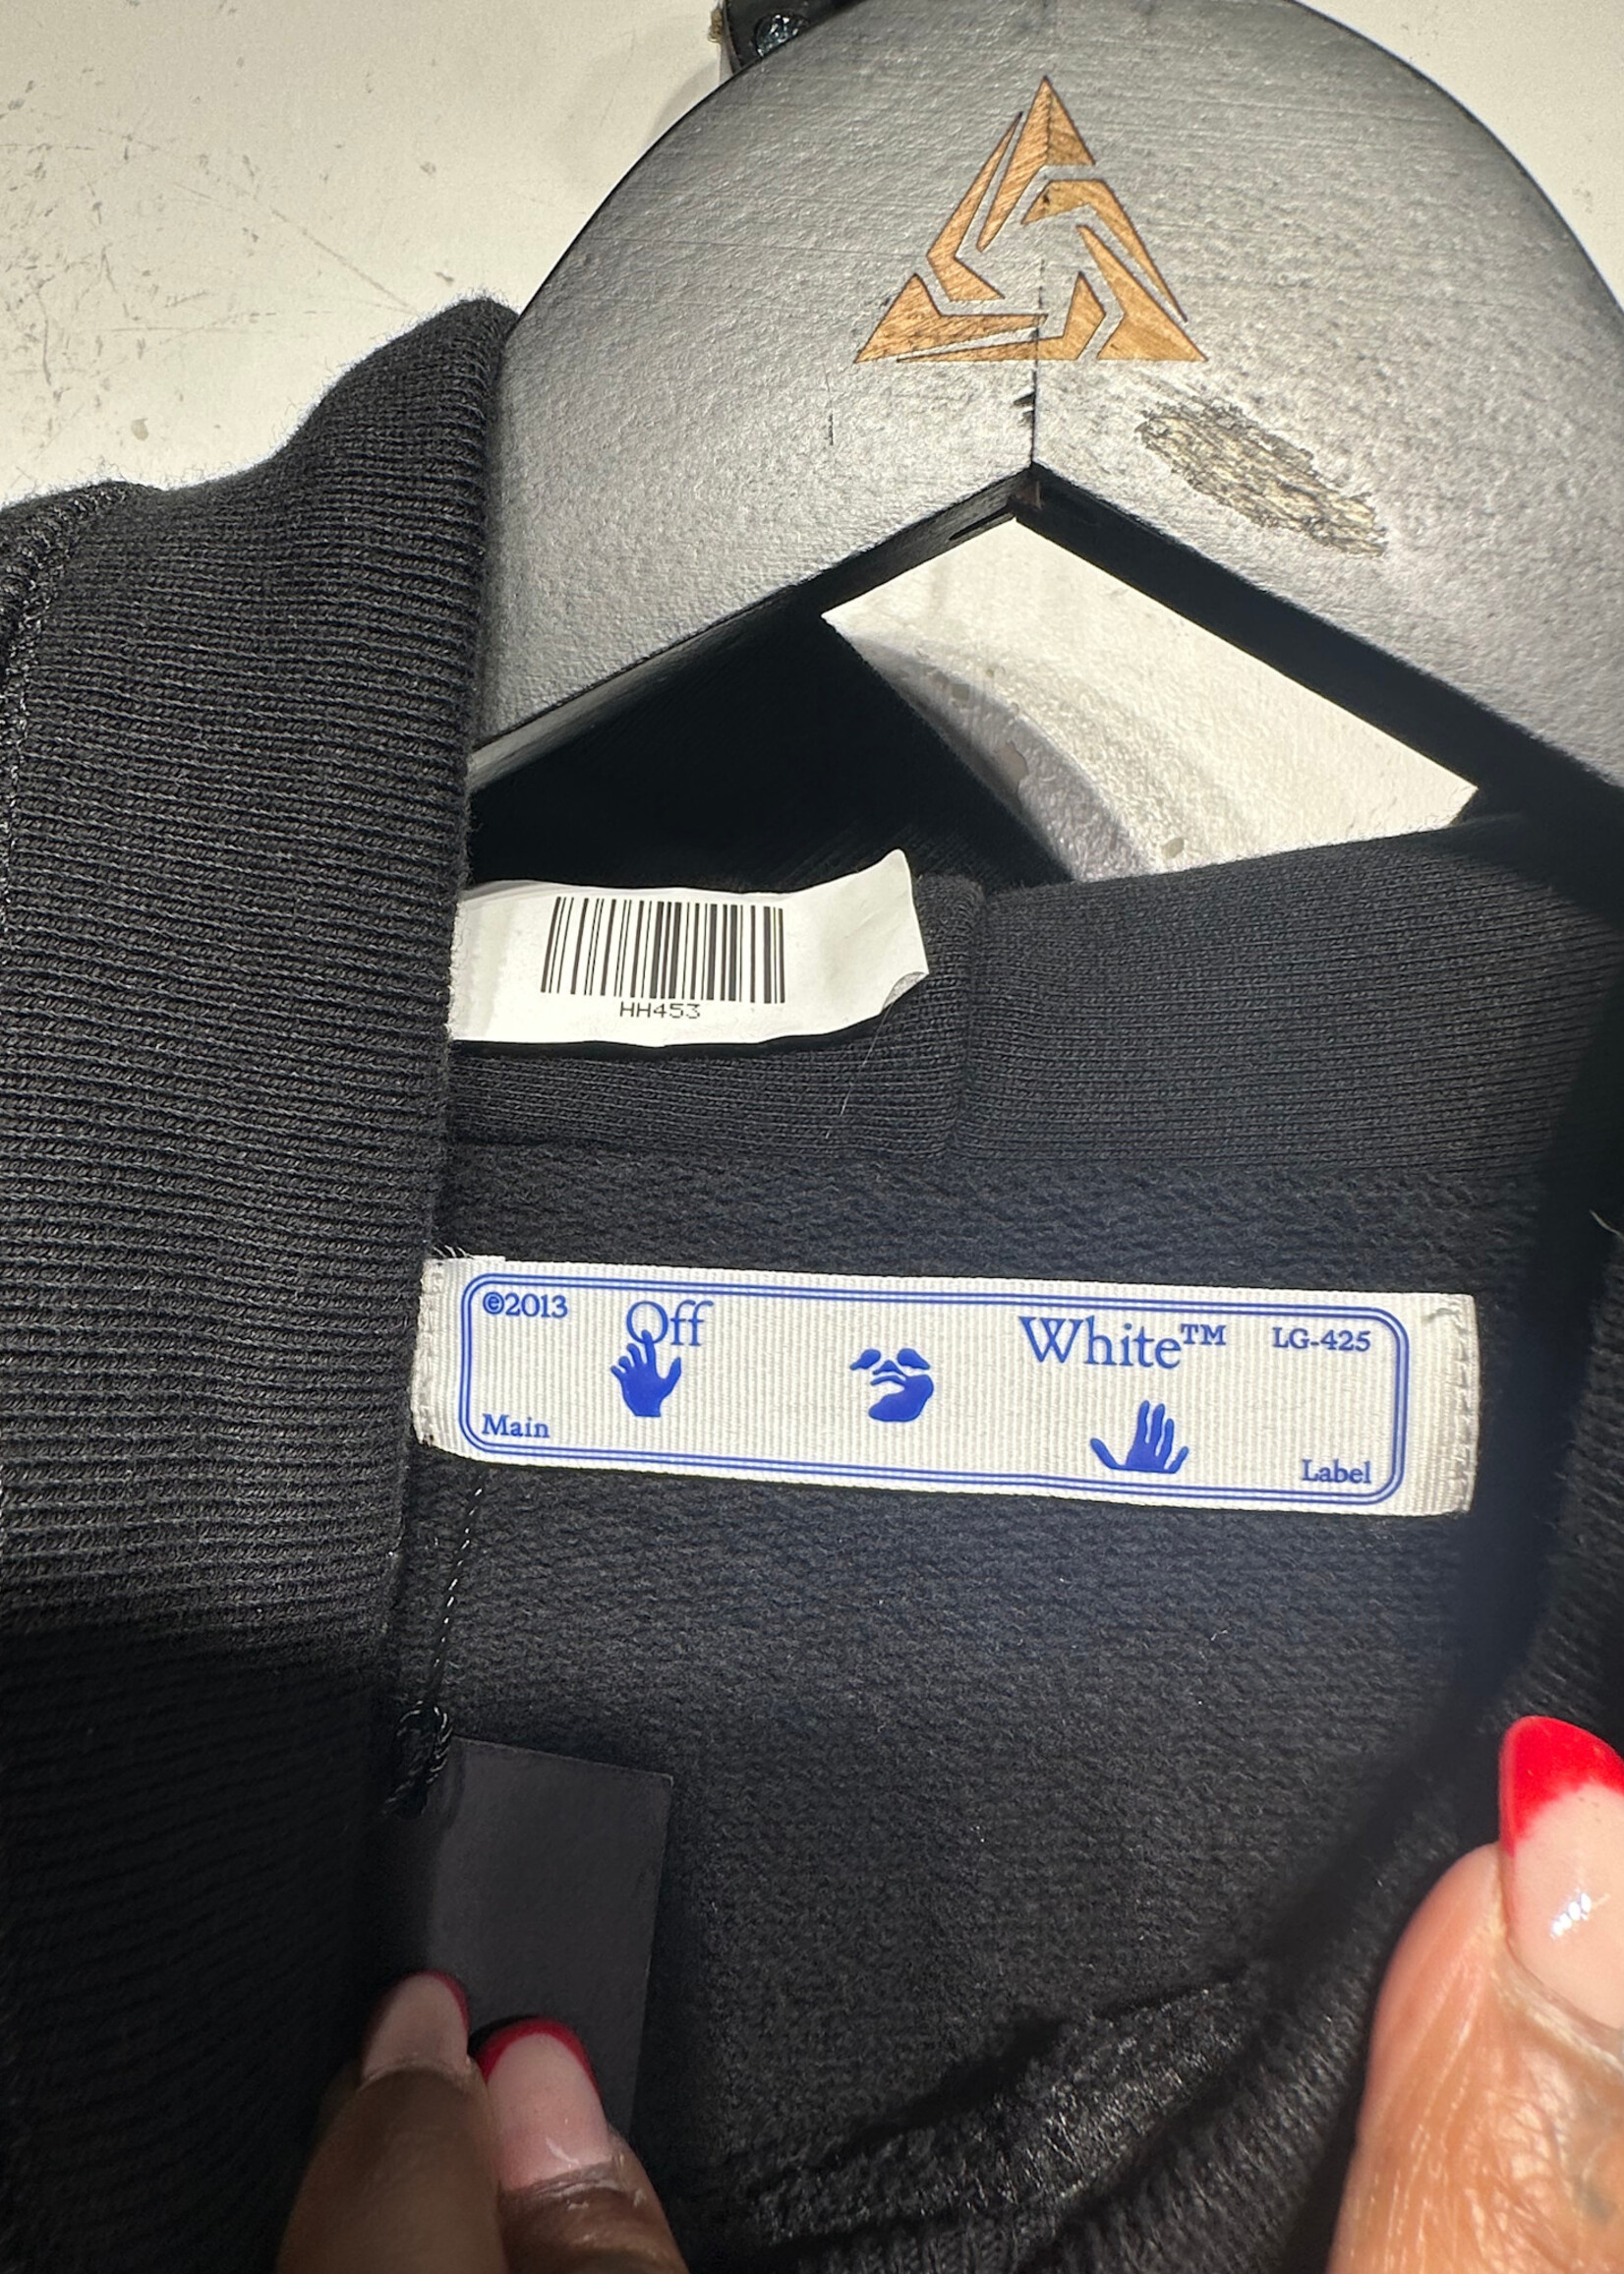 HH453
©2013 Off White™ LG-425
Main Label